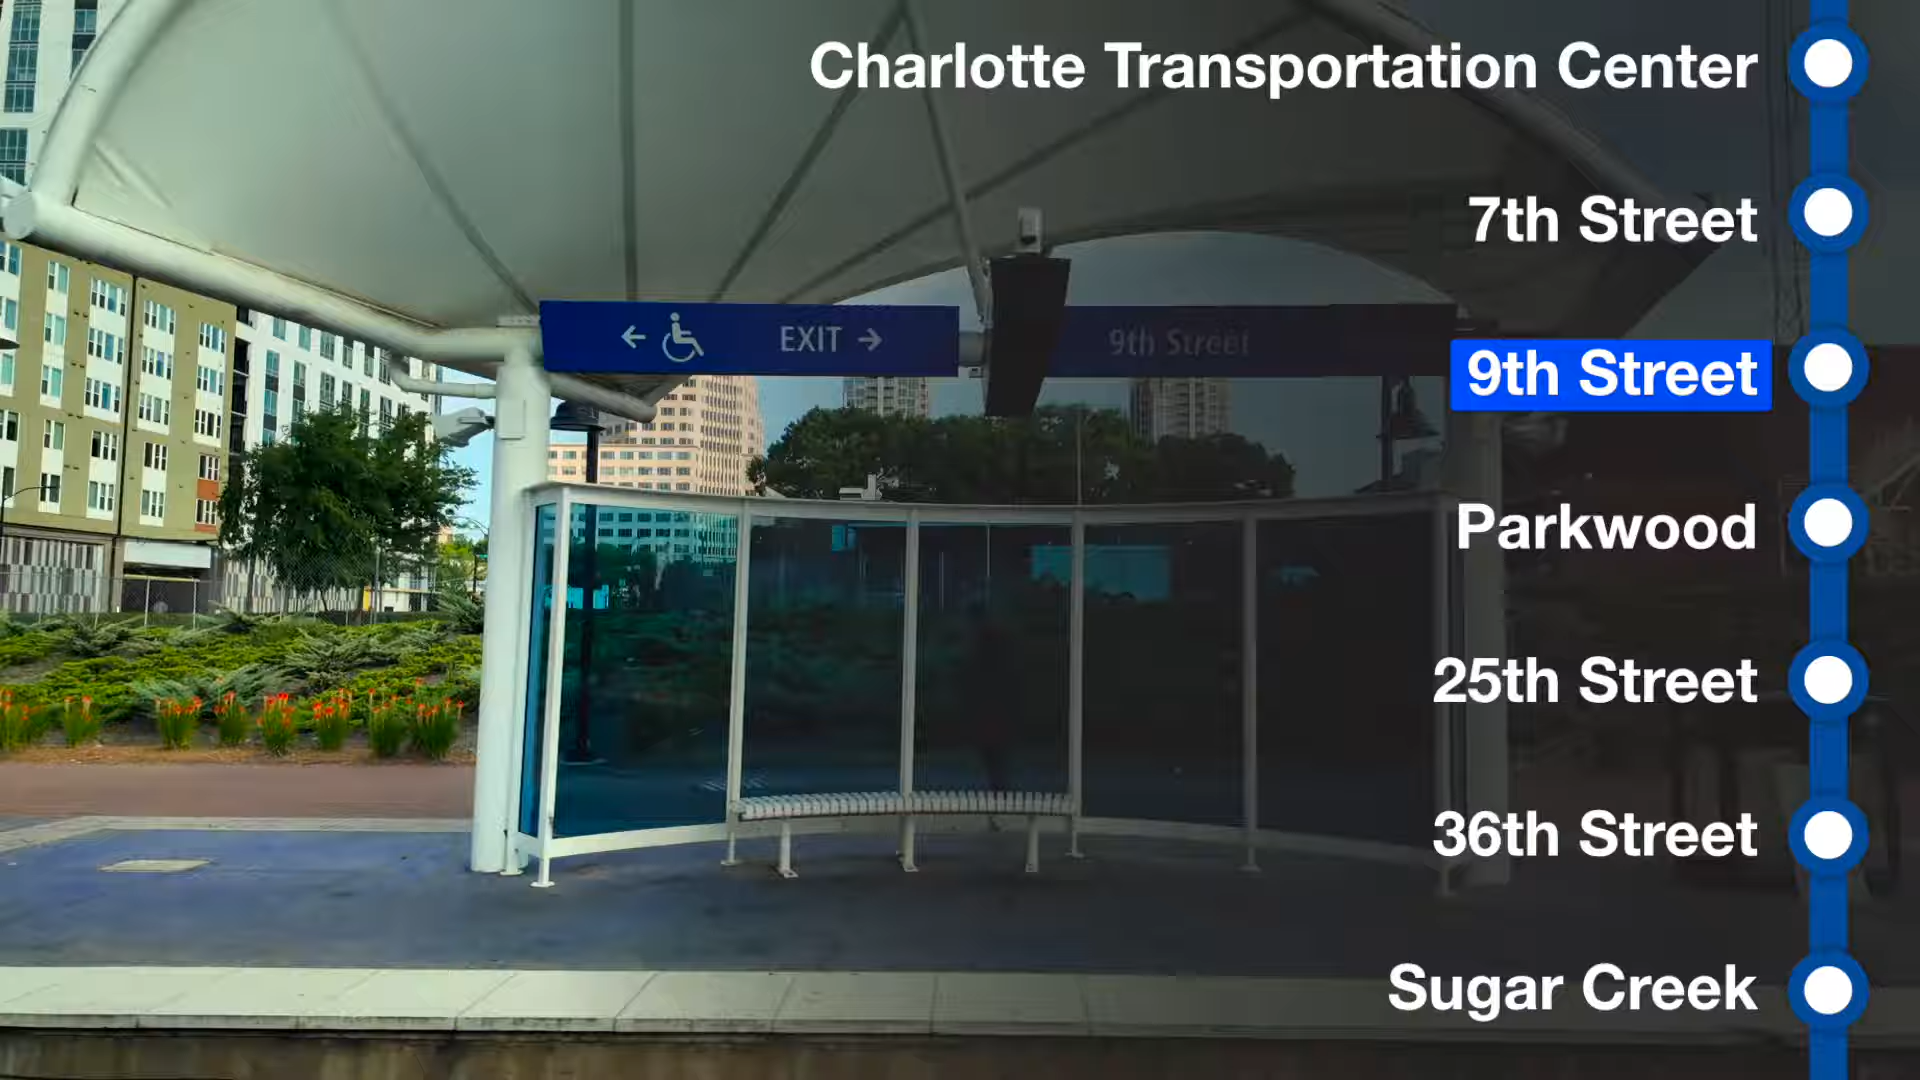 Charlotte Transportation Center
7th Street
← EXIT →
9th Street
9th Street
Parkwood
25th Street
36th Street
Sugar Creek